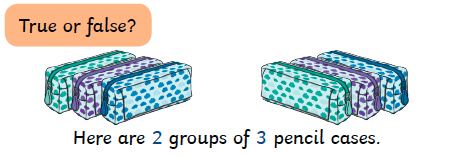 True or false?
Here are 2 groups of 3 pencil cases.